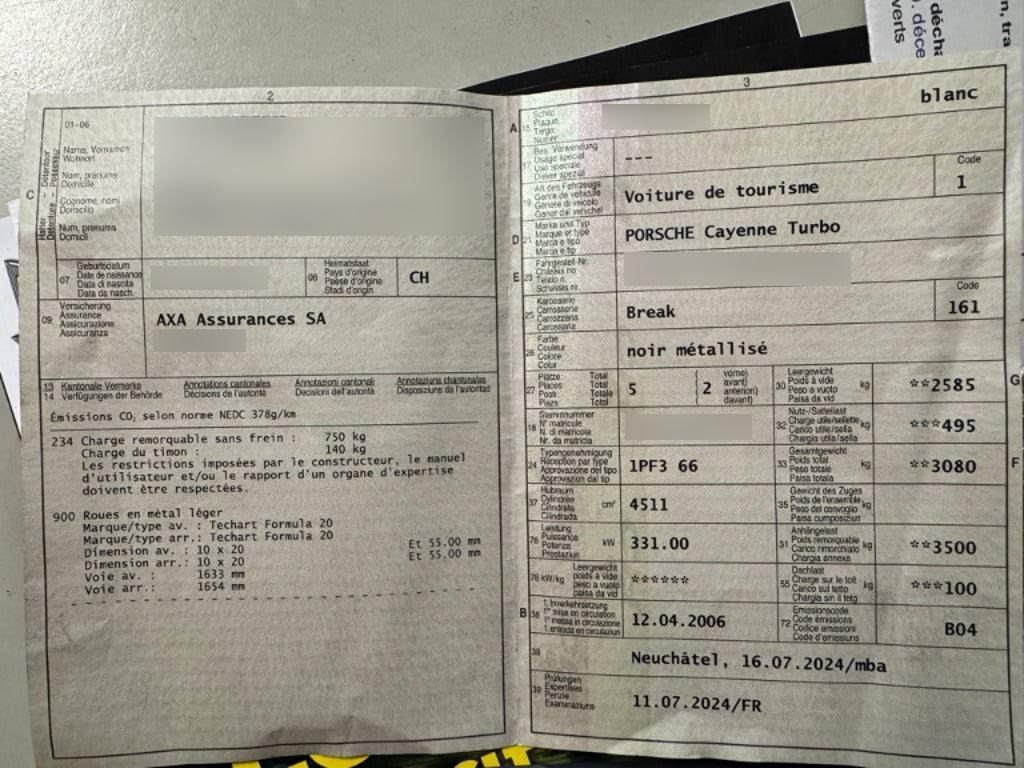 décha
. déce
verts
n, tra
2
01-06
C
Halter – Détenteur
Detentore – Possessur
Name, Vornamen
Wohnort
Nom, prénoms
Domicile
Cognome, nomi
Domicilio
Num, prenums
Domicil
07
Geburtsdatum
Date de naissance
Data di nascita
Data da nasch.
06
Heimatstaat
Pays d'origine
Paese d'origine
Stadi d'origin
CH
09
Versicherung
Assurance
Assicurazione
Assicuranza
AXA Assurances SA
13
14
Kantonale Vermerke
Verfügungen der Behörde
Annotations cantonales
Décisions de l'autorité
Annotazioni cantonali
Decisioni dell'autorità
Annotaziuns chantunalas
Disposiziuns da l'autoritad
Émissions CO₂ selon norme NEDC 378g/km
234 Charge remorquable sans frein : 750 kg
Charge du timon : 140 kg
Les restrictions imposées par le constructeur, le manuel
d'utilisateur et/ou le rapport d'un organe d'expertise
doivent être respectées.
900 Roues en métal léger
Marque/type av. : Techart Formula 20
Marque/type arr.: Techart Formula 20
Dimension av. : 10 x 20 Et 55.00 mm
Dimension arr.: 10 x 20 Et 55.00 mm
Voie av. : 1633 mm
Voie arr.: 1654 mm
3
blanc
A
15
Schild
Plaque
Targa
Numer
17
Bes. Verwendung
Usage spécial
Uso speciale
Diever spezial
---
19
Art des Fahrzeugs
Genre de véhicule
Genere di veicolo
Gener dal vehichel
Voiture de tourisme
Code
1
D
21
Marke und Typ
Marque et type
Marca e tipo
Marca e tip
PORSCHE Cayenne Turbo
E
23
Fahrgestell-Nr.
Châssis no
Telaio n.
Schassis nr.
25
Karosserie
Carrosserie
Carrozzeria
Carossaria
Break
Code
161
26
Farbe
Couleur
Colore
Colur
noir métallisé
27
Plätze: Total
Places: Total
Posti: Totale
Plazs: Total
5
( 2
vorne)
avant)
anteriori)
davant)
30
Leergewicht
Poids à vide
Peso a vuoto
Paisa da vid
kg
**2585
G
18
Stammnummer
N° matricule
N. di matricola
Nr. da matricla
32
Nutz-/Sattellast
Charge utile/sellette
Carico utile/sella
Chargia utila/sella
kg
***495
24
Typengenehmigung
Réception par type
Approvazione del tipo
Approvaziun dal tip
1PF3 66
33
Gesamtgewicht
Poids total
Peso totale
Paisa totala
kg
**3080
F
37
Hubraum
Cylindrée
Cilindrata
Cilindrada
cm³
4511
35
Gewicht des Zuges
Poids de l'ensemble
Peso del convoglio
Paisa cumposiziun
kg
76
Leistung
Puissance
Potenza
Prestaziun
kW
331.00
31
Anhängelast
Poids remorquable
Carico rimorchiato
Chargia annexa
kg
**3500
78
kW/kg
Leergewicht
poids à vide
peso a vuoto
paisa da vid
******
55
Dachlast
Charge sur le toit
Carico sul tetto
Chargia sin il tetg
kg
***100
B
36
1. Inverkehrsetzung
1re mise en circulation
1a messa in circolazione
1. entrada en circulaziun
12.04.2006
72
Emissionscode
Code émissions
Codice emissioni
Code d'emissiuns
B04
38
Neuchâtel, 16.07.2024/mba
39
Prüfungen
Expertises
Perizie
Examinaziuns
11.07.2024/FR